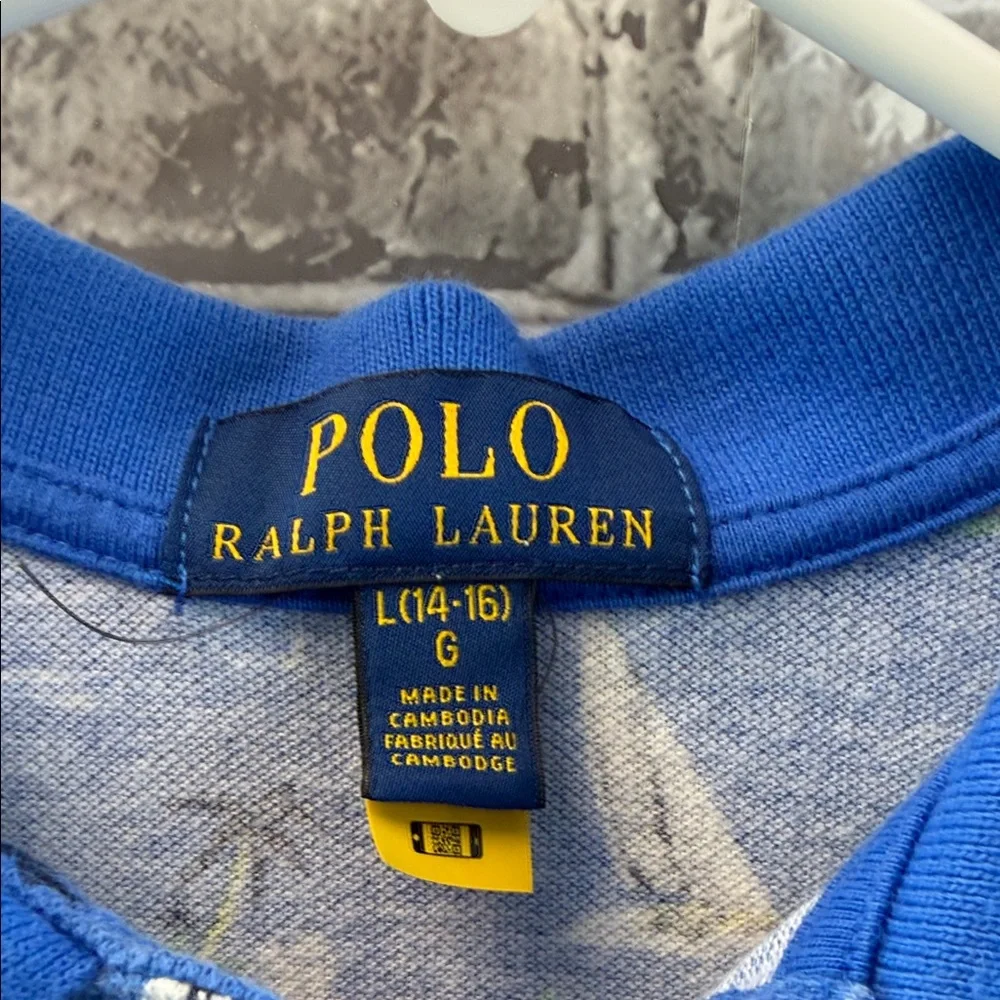 POLO
RALPH LAUREN
L(14-16)
G
MADE IN
CAMBODIA
FABRIQUÉ AU
CAMBODGE